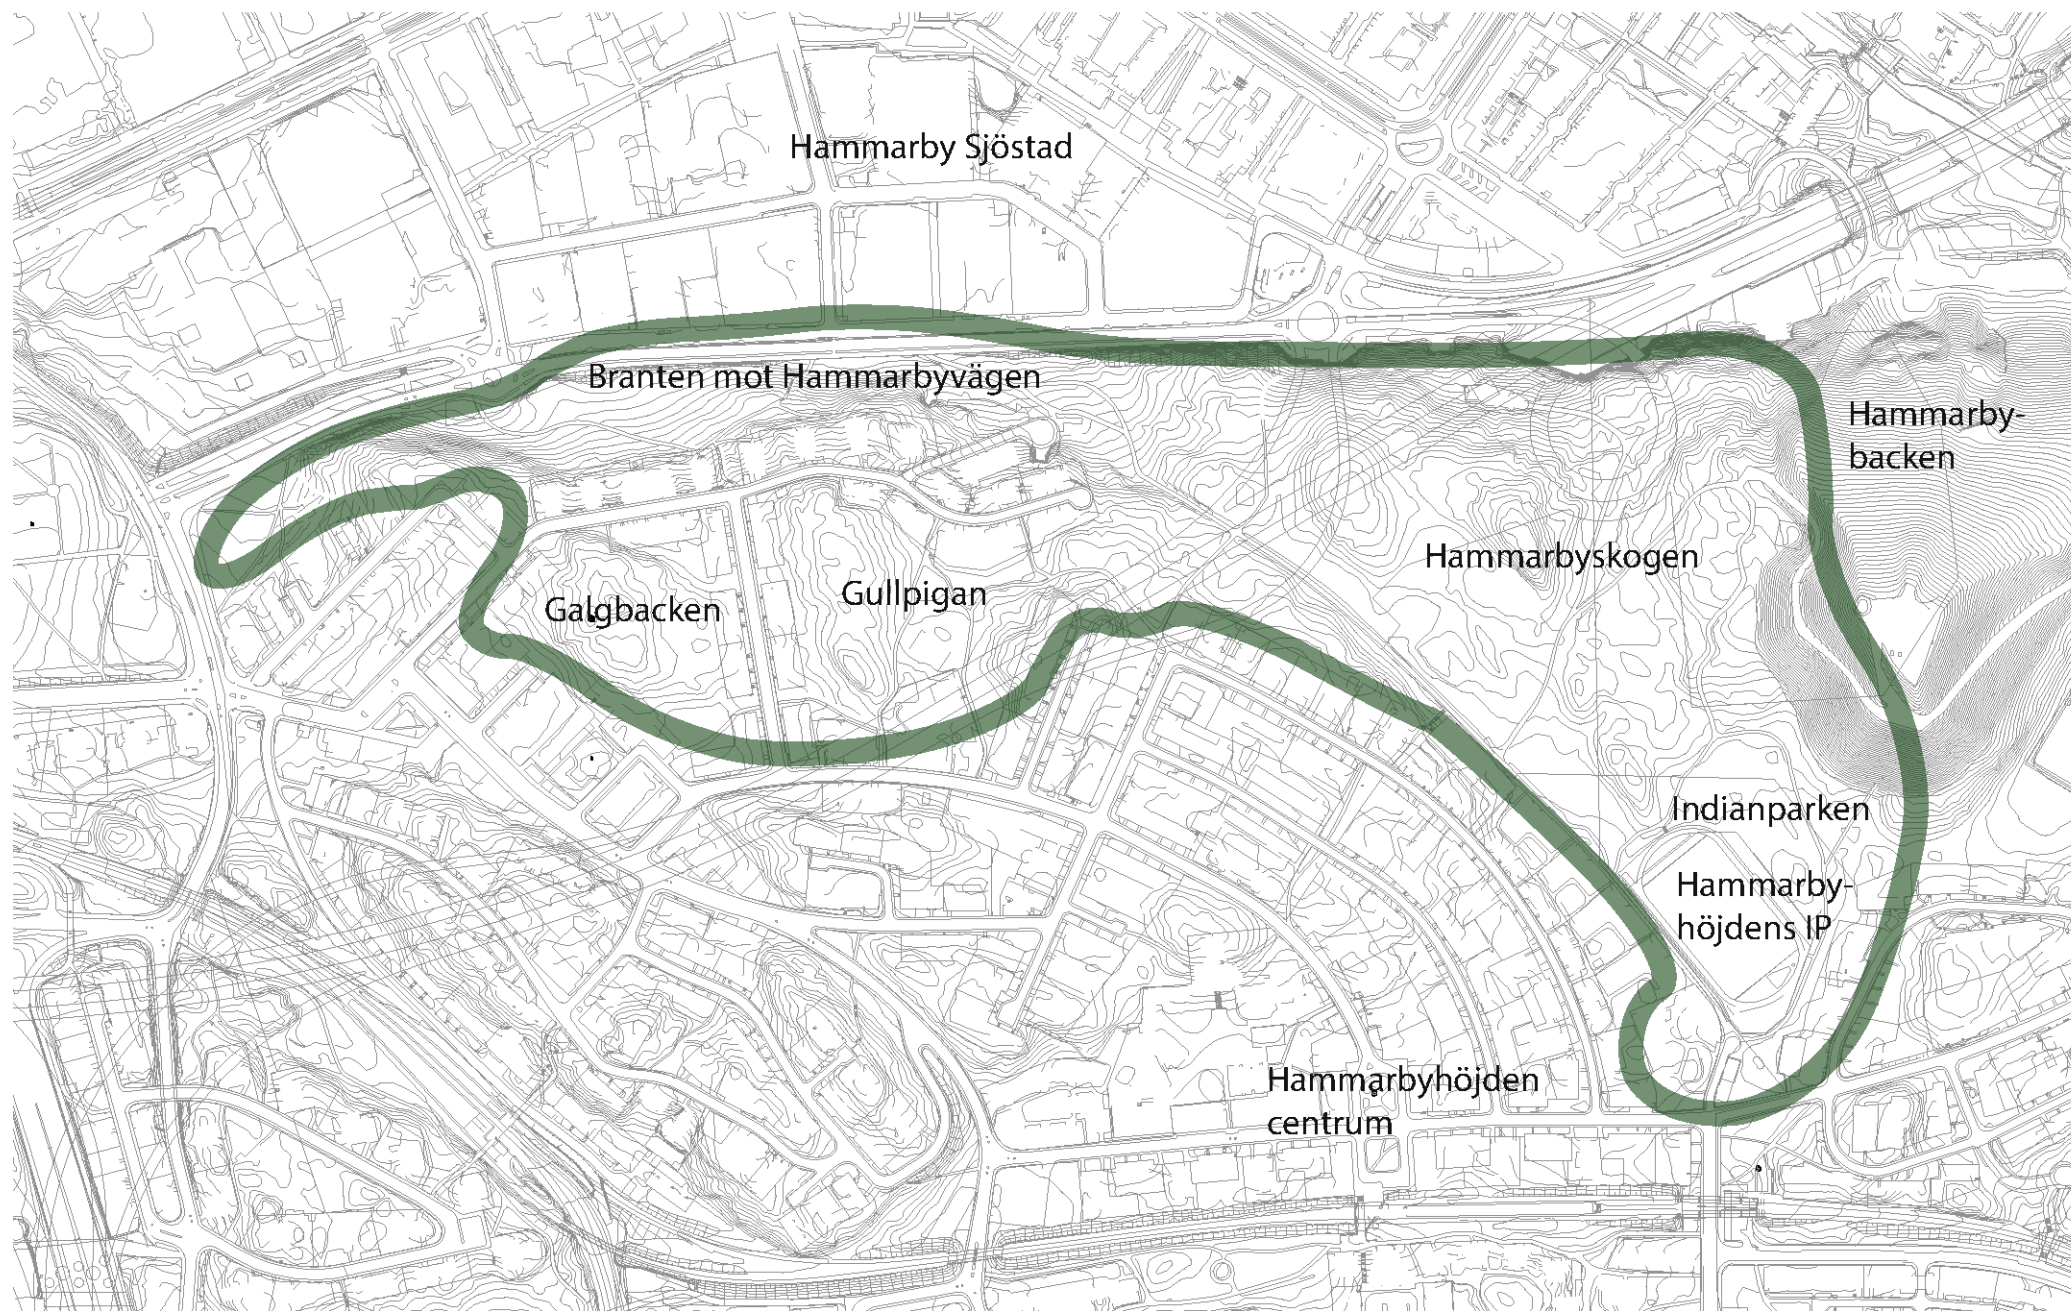 Hammarby Sjöstad
Branten mot Hammarbyvägen
Hammarby-
backen
Hammarbyskogen
Gullpigan
Galgbacken
Indianparken
Hammarby-
höjdens IP
Hammarbyhöjden
centrum